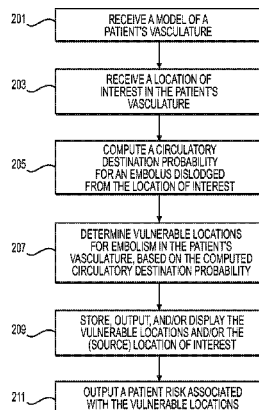 201
RECEIVE A MODEL OF A
PATIENT'S VASCULATURE
203
RECEIVE A LOCATION OF
INTEREST IN THE PATIENT'S
VASCULATURE
205
COMPUTE A CIRCULATORY
DESTINATION PROBABILITY
FOR AN EMBOLUS DISLODGED
FROM THE LOCATION OF INTEREST
207
DETERMINE VULNERABLE LOCATIONS
FOR EMBOLISM IN THE PATIENT'S
VASCULATURE, BASED ON THE COMPUTED
CIRCULATORY DESTINATION PROBABILITY
209
STORE, OUTPUT, AND/OR DISPLAY THE
VULNERABLE LOCATIONS AND/OR THE
(SOURCE) LOCATION OF INTEREST
211
OUTPUT A PATIENT RISK ASSOCIATED
WITH THE VULNERABLE LOCATIONS